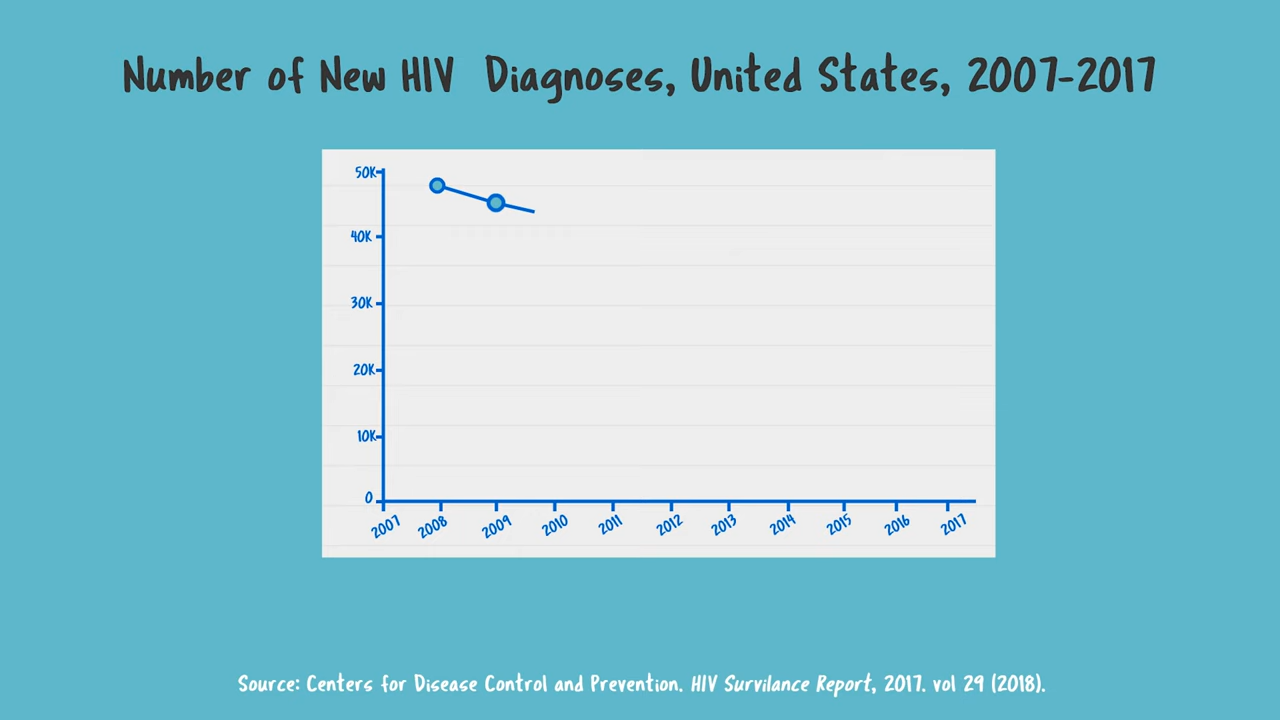 Number of New HIV Diagnoses, United States, 2007-2017
50K
40K
30K
20K
10K
0
2007 2008 2009 2010 2011 2012 2013 2014 2015 2016 2017
Source: Centers for Disease Control and Prevention. HIV Survilance Report, 2017. vol 29 (2018).